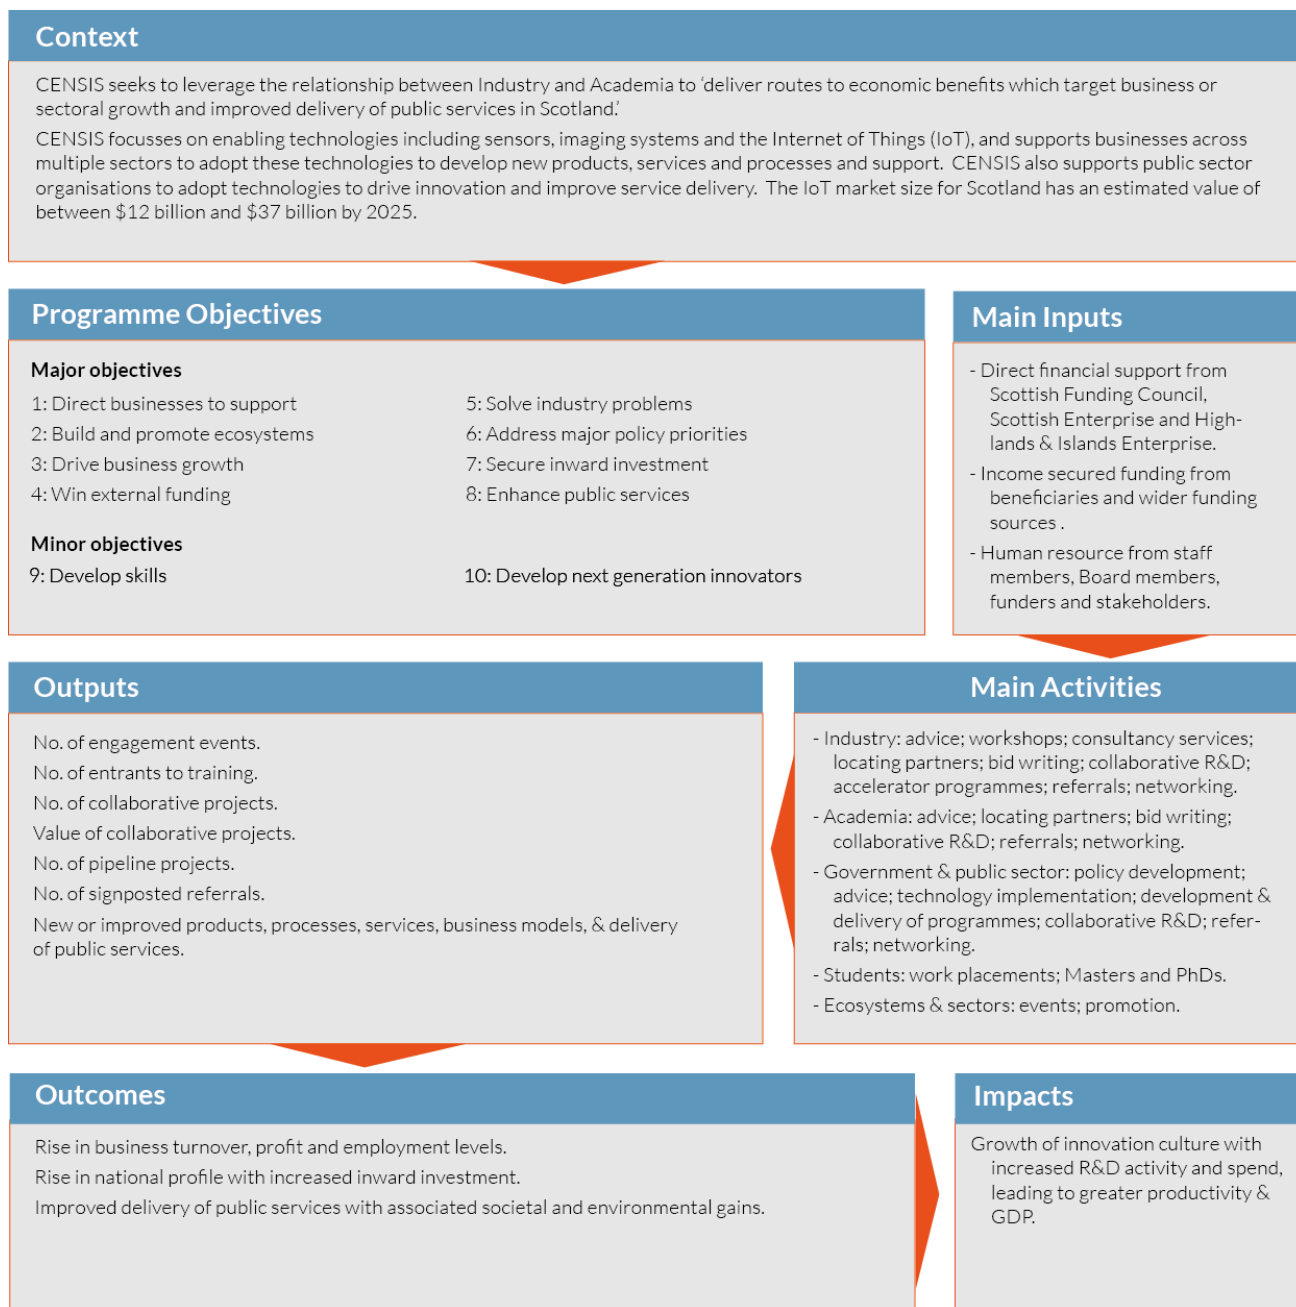 Context
CENSIS seeks to leverage the relationship between Industry and Academia to ‘deliver routes to economic benefits which target business or
sectoral growth and improved delivery of public services in Scotland.’
CENSIS focusses on enabling technologies including sensors, imaging systems and the Internet of Things (IoT), and supports businesses across
multiple sectors to adopt these technologies to develop new products, services and processes and support. CENSIS also supports public sector
organisations to adopt technologies to drive innovation and improve service delivery. The IoT market size for Scotland has an estimated value of
between $12 billion and $37 billion by 2025.
Programme Objectives
Major objectives
1: Direct businesses to support
2: Build and promote ecosystems
3: Drive business growth
4: Win external funding
5: Solve industry problems
6: Address major policy priorities
7: Secure inward investment
8: Enhance public services
Minor objectives
9: Develop skills
10: Develop next generation innovators
Main Inputs
- Direct financial support from
Scottish Funding Council,
Scottish Enterprise and High-
lands & Islands Enterprise.
- Income secured funding from
beneficiaries and wider funding
sources .
- Human resource from staff
members, Board members,
funders and stakeholders.
Main Activities
- Industry: advice; workshops; consultancy services;
locating partners; bid writing; collaborative R&D;
accelerator programmes; referrals; networking.
- Academia: advice; locating partners; bid writing;
collaborative R&D; referrals; networking.
- Government & public sector: policy development;
advice; technology implementation; development &
delivery of programmes; collaborative R&D; refer-
rals; networking.
- Students: work placements; Masters and PhDs.
- Ecosystems & sectors: events; promotion.
Outputs
No. of engagement events.
No. of entrants to training.
No. of collaborative projects.
Value of collaborative projects.
No. of pipeline projects.
No. of signposted referrals.
New or improved products, processes, services, business models, & delivery
of public services.
Outcomes
Rise in business turnover, profit and employment levels.
Rise in national profile with increased inward investment.
Improved delivery of public services with associated societal and environmental gains.
Impacts
Growth of innovation culture with
increased R&D activity and spend,
leading to greater productivity &
GDP.